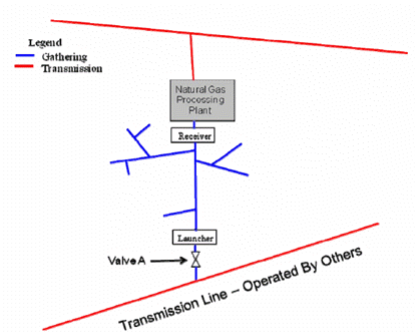 Legend
Gathering
Transmission
Natural Gas
Processing
Plant
Receiver
Launcher
Valve A
Transmission Line – Operated By Others